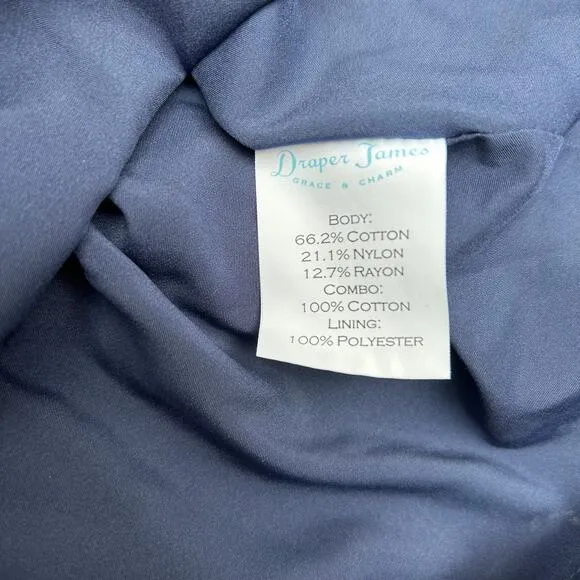 Draper James
GRACE & CHARM
BODY:
66.2% COTTON
21.1% NYLON
12.7% RAYON
COMBO:
100% COTTON
LINING:
100% POLYESTER